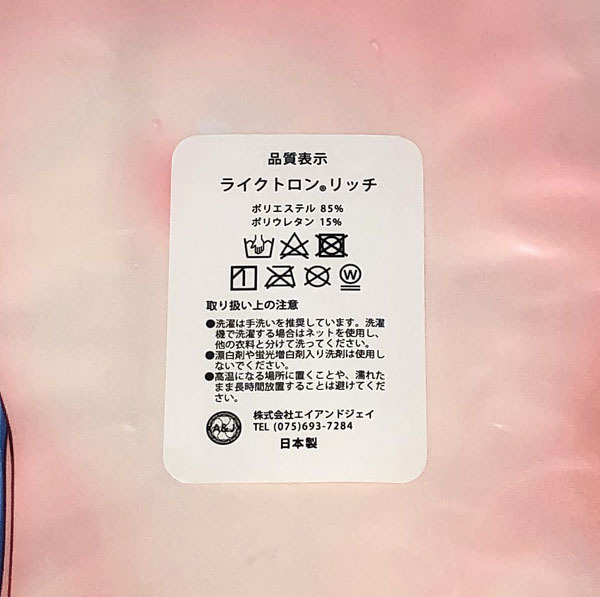 品質表示
ライクトロン®リッチ
ポリエステル 85%
ポリウレタン 15%
W
取り扱い上の注意
●洗濯は手洗いを推奨しています。洗濯
機で洗濯する場合はネットを使用し、
他の衣料と分けて洗ってください。
●漂白剤や蛍光増白剤入り洗剤は使用し
ないでください。
●高温になる場所に置くことや、濡れた
まま長時間放置することは避けてくだ
さい。
A&J
株式会社エイアンドジェイ
TEL (075)693-7284
日本製